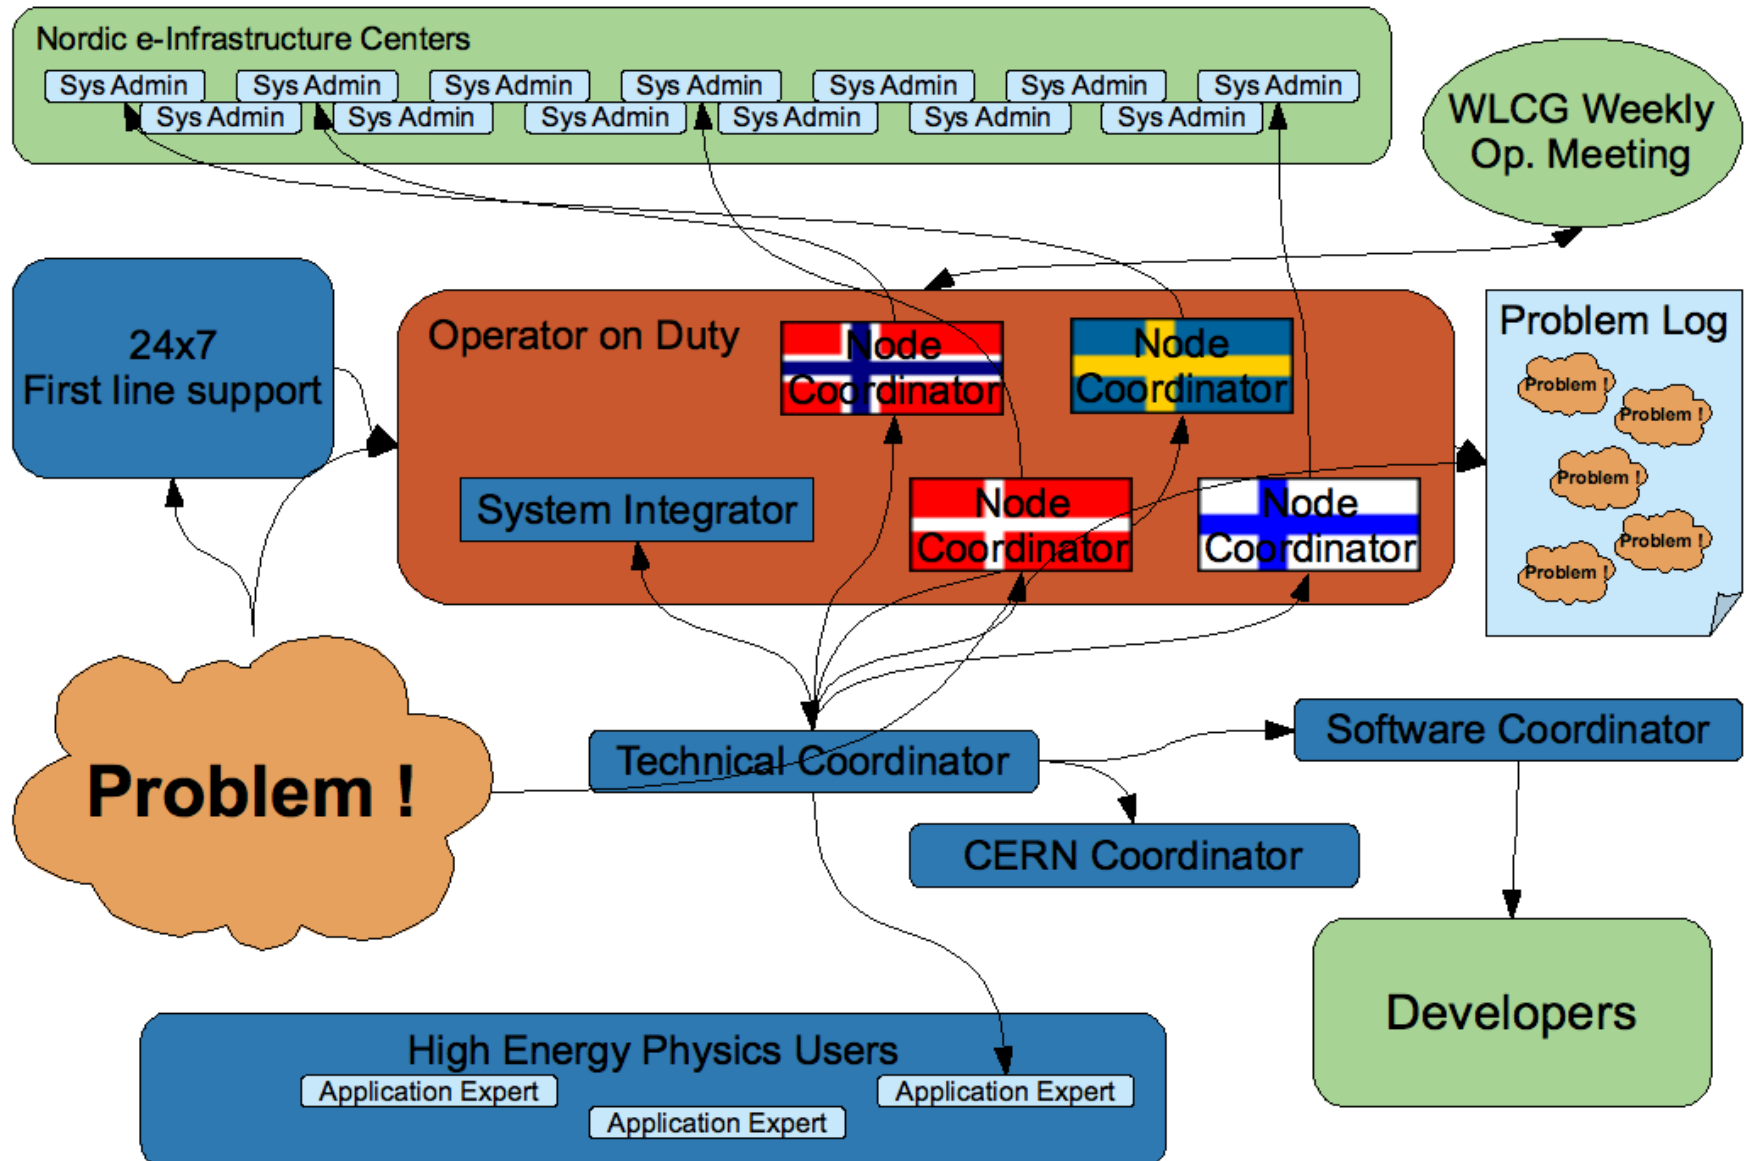 Nordic e-Infrastructure Centers
Sys Admin
Sys Admin
Sys Admin
Sys Admin
Sys Admin
Sys Admin
Sys Admin
Sys Admin
Sys Admin
Sys Admin
Sys Admin
Sys Admin
Sys Admin
WLCG Weekly
Op. Meeting
24x7
First line support
Operator on Duty
Node
Coordinator
Node
Coordinator
System Integrator
Node
Coordinator
Node
Coordinator
Problem Log
Problem !
Problem !
Problem !
Problem !
Problem !
Problem !
Technical Coordinator
Software Coordinator
CERN Coordinator
Developers
High Energy Physics Users
Application Expert
Application Expert
Application Expert